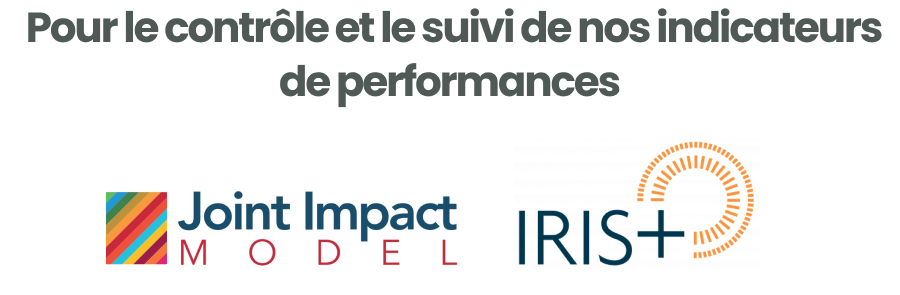 Pour le contrôle et le suivi de nos indicateurs
de performances
Joint Impact
MODEL
IRIS+